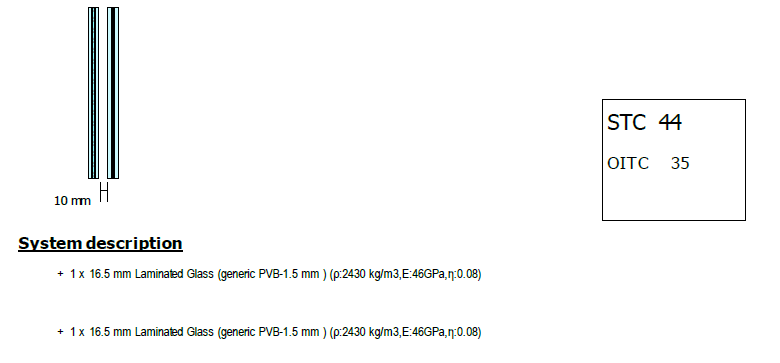 STC 44
OITC 35
10 mm
System description
+ 1 x 16.5 mm Laminated Glass (generic PVB-1.5 mm ) (ρ:2430 kg/m3,E:46GPa,η:0.08)
+ 1 x 16.5 mm Laminated Glass (generic PVB-1.5 mm ) (ρ:2430 kg/m3,E:46GPa,η:0.08)